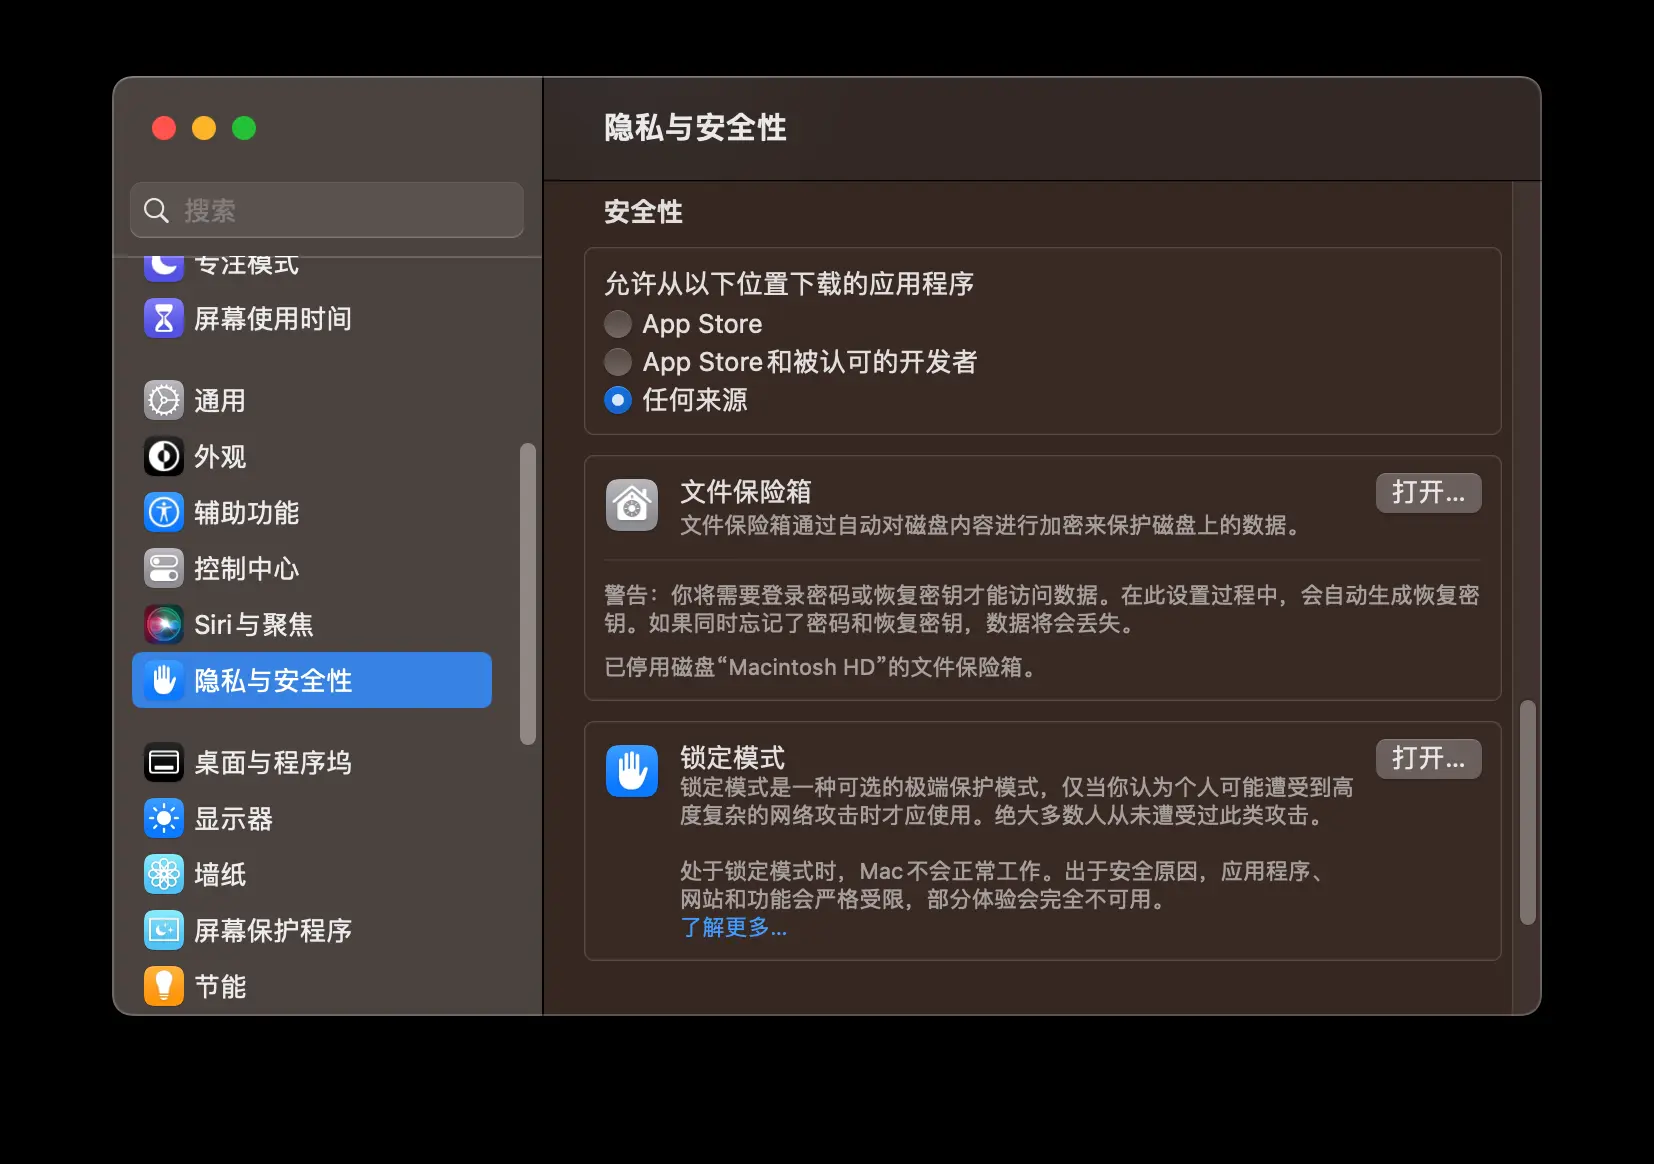 隐私与安全性
搜索
专注模式
屏幕使用时间
通用
外观
辅助功能
控制中心
Siri与聚焦
隐私与安全性
桌面与程序坞
显示器
墙纸
屏幕保护程序
节能
安全性
允许从以下位置下载的应用程序
App Store
App Store和被认可的开发者
任何来源
文件保险箱
打开...
文件保险箱通过自动对磁盘内容进行加密来保护磁盘上的数据。
警告：你将需要登录密码或恢复密钥才能访问数据。在此设置过程中，会自动生成恢复密
钥。如果同时忘记了密码和恢复密钥，数据将会丢失。
已停用磁盘“Macintosh HD”的文件保险箱。
锁定模式
打开...
锁定模式是一种可选的极端保护模式，仅当你认为个人可能遭受到高
度复杂的网络攻击时才应使用。绝大多数人从未遭受过此类攻击。
处于锁定模式时，Mac不会正常工作。出于安全原因，应用程序、
网站和功能会严格受限，部分体验会完全不可用。
了解更多...